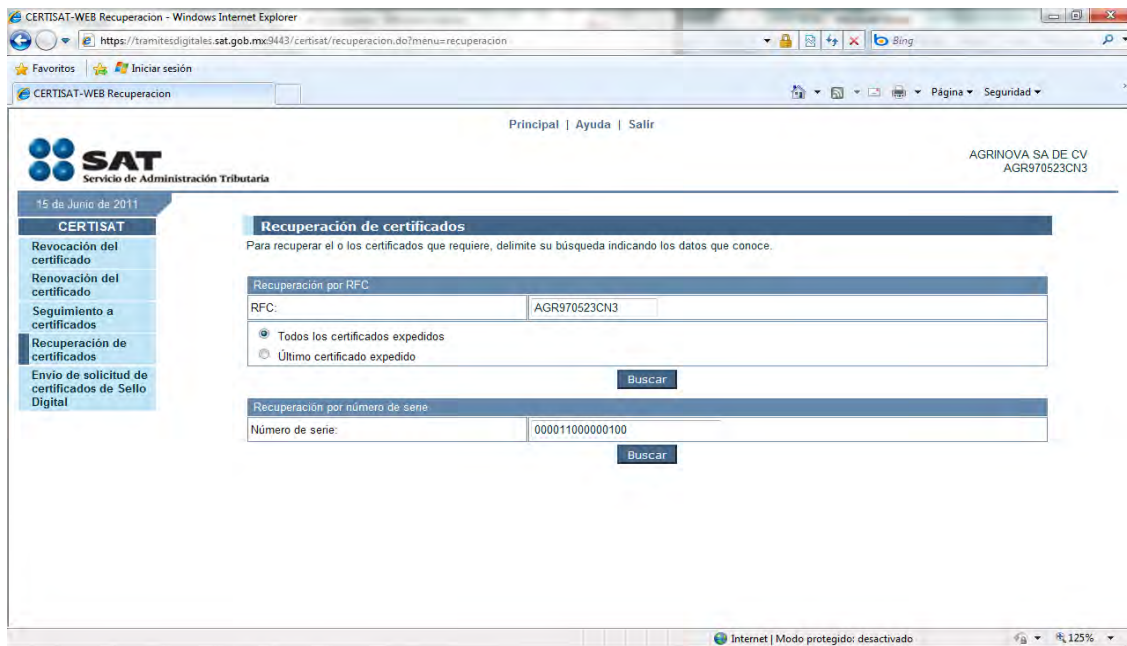 CERTISAT-WEB Recuperacion - Windows Internet Explorer
https://tramitesdigitales.sat.gob.mx:9443/certisat/recuperacion.do?menu=recuperacion
Bing
Favoritos
Iniciar sesión
CERTISAT-WEB Recuperacion
Página
Seguridad
Principal | Ayuda | Salir
SAT
Servicio de Administración Tributaria
AGRINOVA SA DE CV
AGR970523CN3
15 de Junio de 2011
CERTISAT
Revocación del
certificado
Renovación del
certificado
Seguimiento a
certificados
Recuperación de
certificados
Envio de solicitud de
certificados de Sello
Digital
Recuperación de certificados
Para recuperar el o los certificados que requiere, delimite su búsqueda indicando los datos que conoce.
Recuperación por RFC
RFC: AGR970523CN3
Todos los certificados expedidos
Último certificado expedido
Buscar
Recuperación por número de serie
Número de serie: 000011000000100
Buscar
Internet | Modo protegido: desactivado
125%